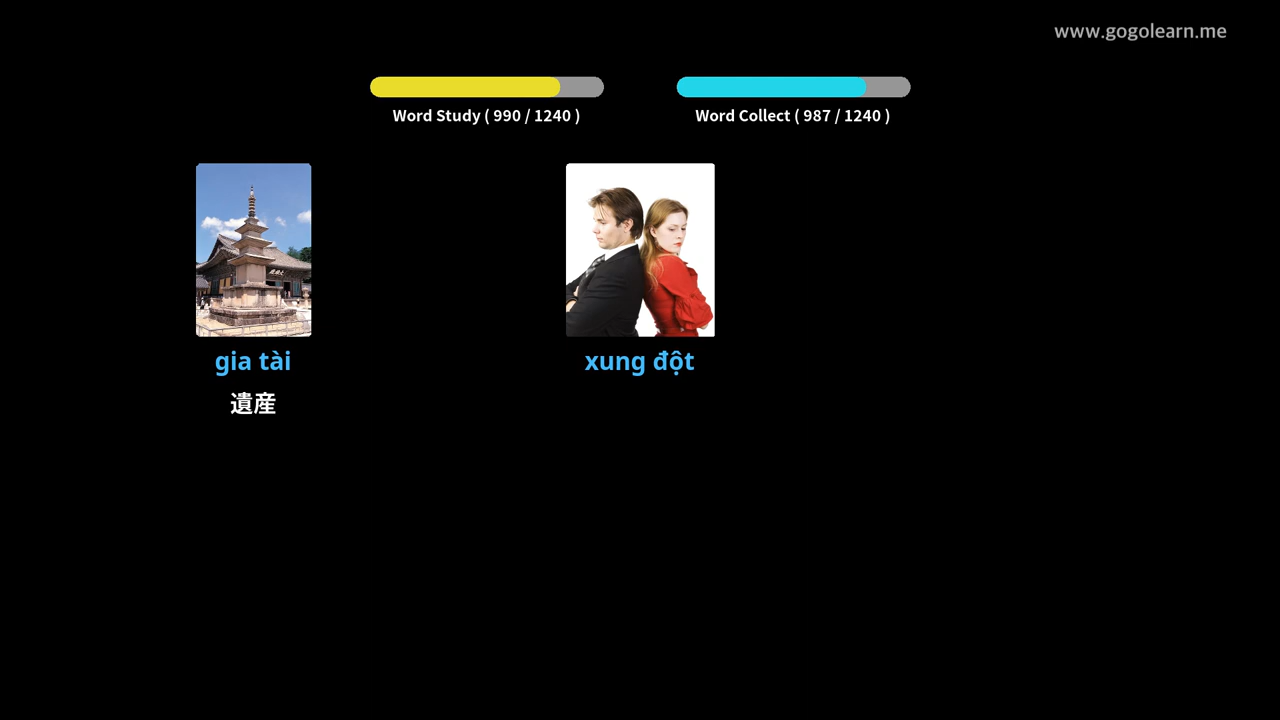 www.gogolearn.me
Word Study ( 990 / 1240 )
Word Collect ( 987 / 1240 )
gia tài
遺産
xung đột